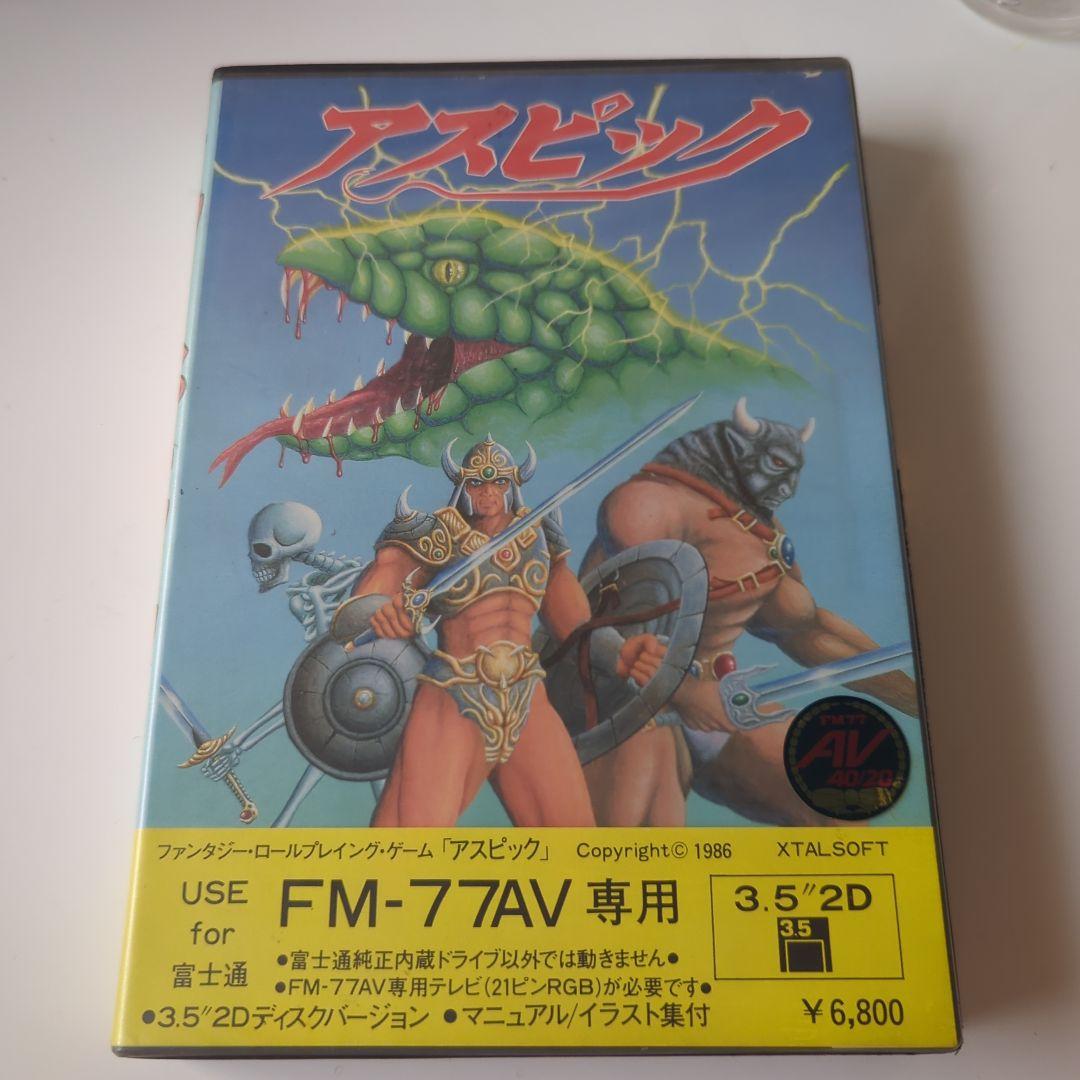 アスピック
FM77
AV
40/20
ファンタジー・ロールプレイング・ゲーム「アスピック」 Copyright© 1986 XTALSOFT
USE
for
富士通
FM-77AV 専用
3.5″2D
3.5
●富士通純正内蔵ドライブ以外では動きません●
●FM-77AV専用テレビ(21ピンRGB)が必要です●
●3.5″2Dディスクバージョン ●マニュアル/イラスト集付
¥6,800